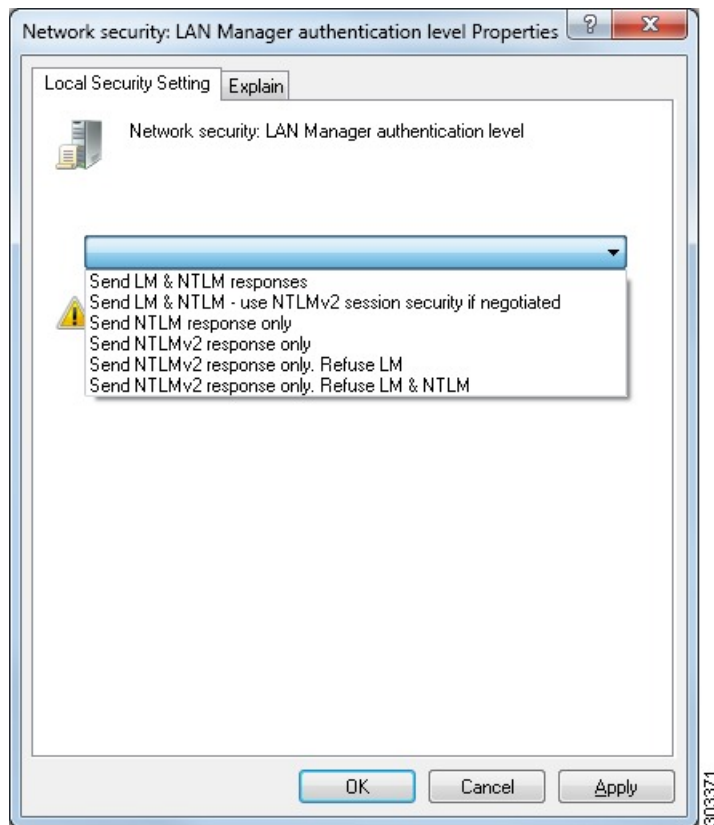 Network security: LAN Manager authentication level Properties
Local Security Setting
Explain
Network security: LAN Manager authentication level
Send LM & NTLM responses
Send LM & NTLM - use NTLMv2 session security if negotiated
Send NTLM response only
Send NTLMv2 response only
Send NTLMv2 response only. Refuse LM
Send NTLMv2 response only. Refuse LM & NTLM
OK
Cancel
Apply
303371